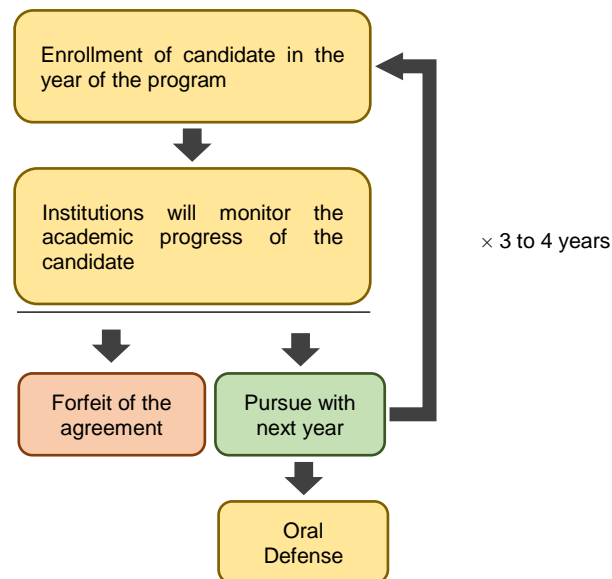 Enrollment of candidate in the
year of the program
Institutions will monitor the
academic progress of the
candidate
× 3 to 4 years
Forfeit of the
agreement
Pursue with
next year
Oral
Defense